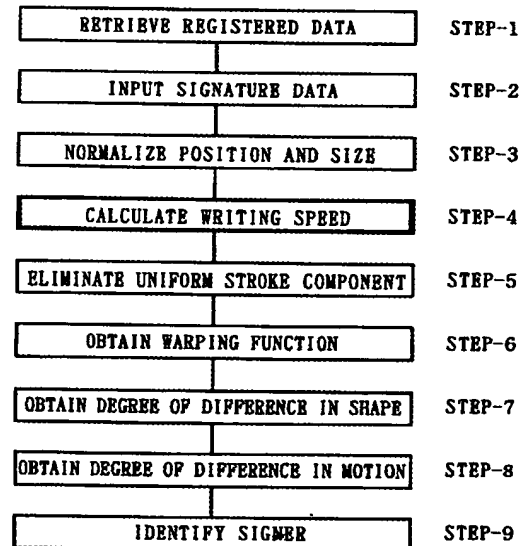 RETRIEVE REGISTERED DATA STEP-1
INPUT SIGNATURE DATA STEP-2
NORMALIZE POSITION AND SIZE STEP-3
CALCULATE WRITING SPEED STEP-4
ELIMINATE UNIFORM STROKE COMPONENT STEP-5
OBTAIN WARPING FUNCTION STEP-6
OBTAIN DEGREE OF DIFFERENCE IN SHAPE STEP-7
OBTAIN DEGREE OF DIFFERENCE IN MOTION STEP-8
IDENTIFY SIGNER STEP-9